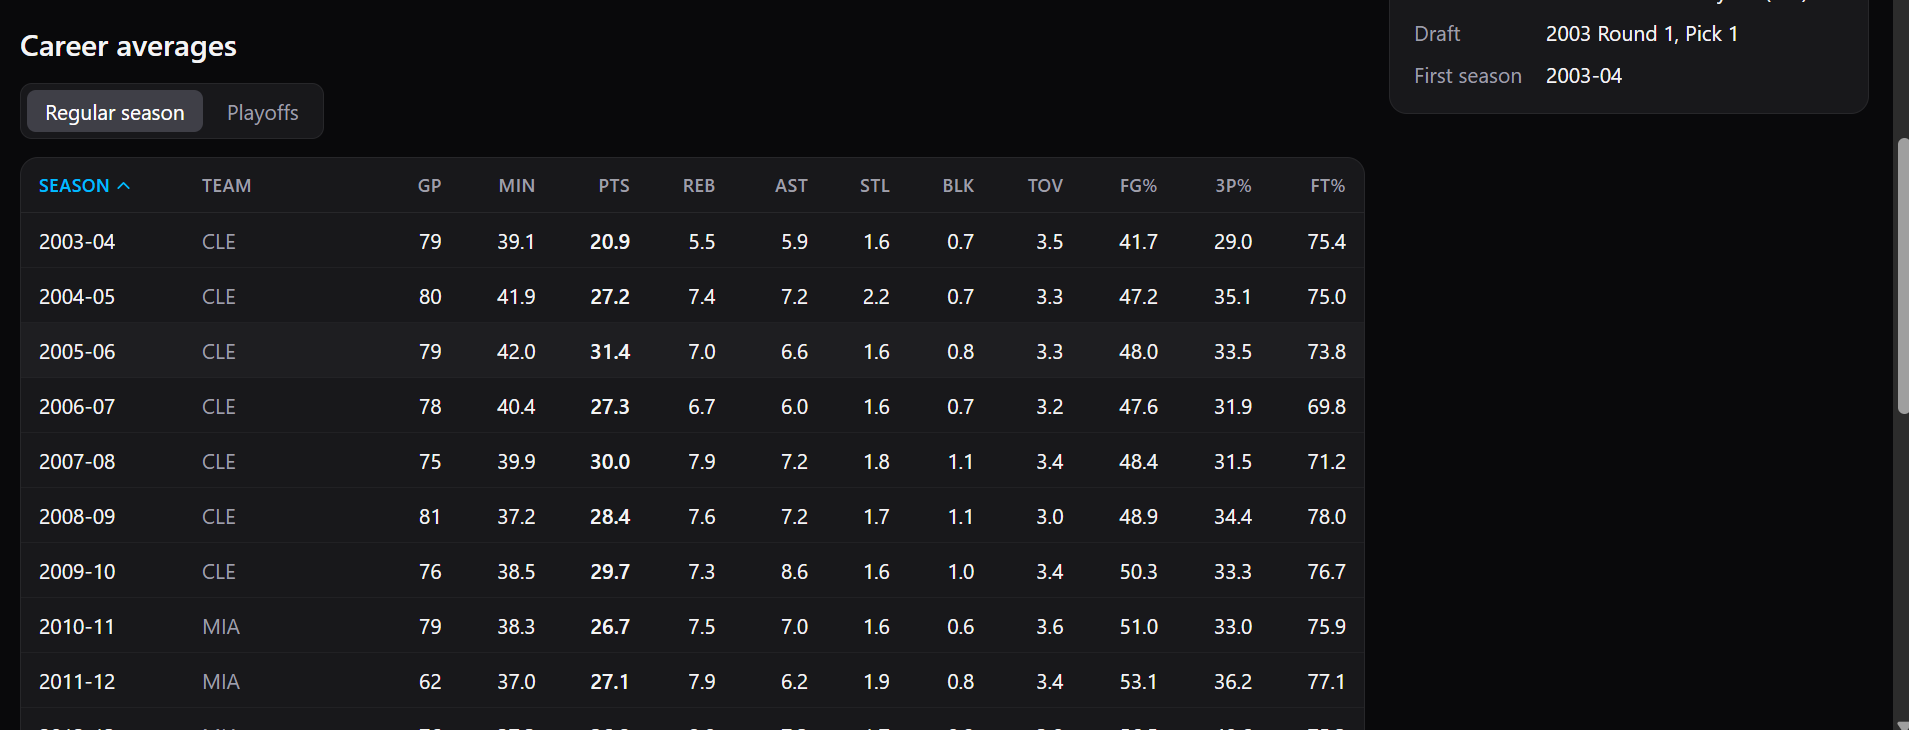 Draft 2003 Round 1, Pick 1
First season 2003-04
Career averages
Regular season Playoffs
SEASON TEAM GP MIN PTS REB AST STL BLK TOV FG% 3P% FT%
2003-04 CLE 79 39.1 20.9 5.5 5.9 1.6 0.7 3.5 41.7 29.0 75.4
2004-05 CLE 80 41.9 27.2 7.4 7.2 2.2 0.7 3.3 47.2 35.1 75.0
2005-06 CLE 79 42.0 31.4 7.0 6.6 1.6 0.8 3.3 48.0 33.5 73.8
2006-07 CLE 78 40.4 27.3 6.7 6.0 1.6 0.7 3.2 47.6 31.9 69.8
2007-08 CLE 75 39.9 30.0 7.9 7.2 1.8 1.1 3.4 48.4 31.5 71.2
2008-09 CLE 81 37.2 28.4 7.6 7.2 1.7 1.1 3.0 48.9 34.4 78.0
2009-10 CLE 76 38.5 29.7 7.3 8.6 1.6 1.0 3.4 50.3 33.3 76.7
2010-11 MIA 79 38.3 26.7 7.5 7.0 1.6 0.6 3.6 51.0 33.0 75.9
2011-12 MIA 62 37.0 27.1 7.9 6.2 1.9 0.8 3.4 53.1 36.2 77.1